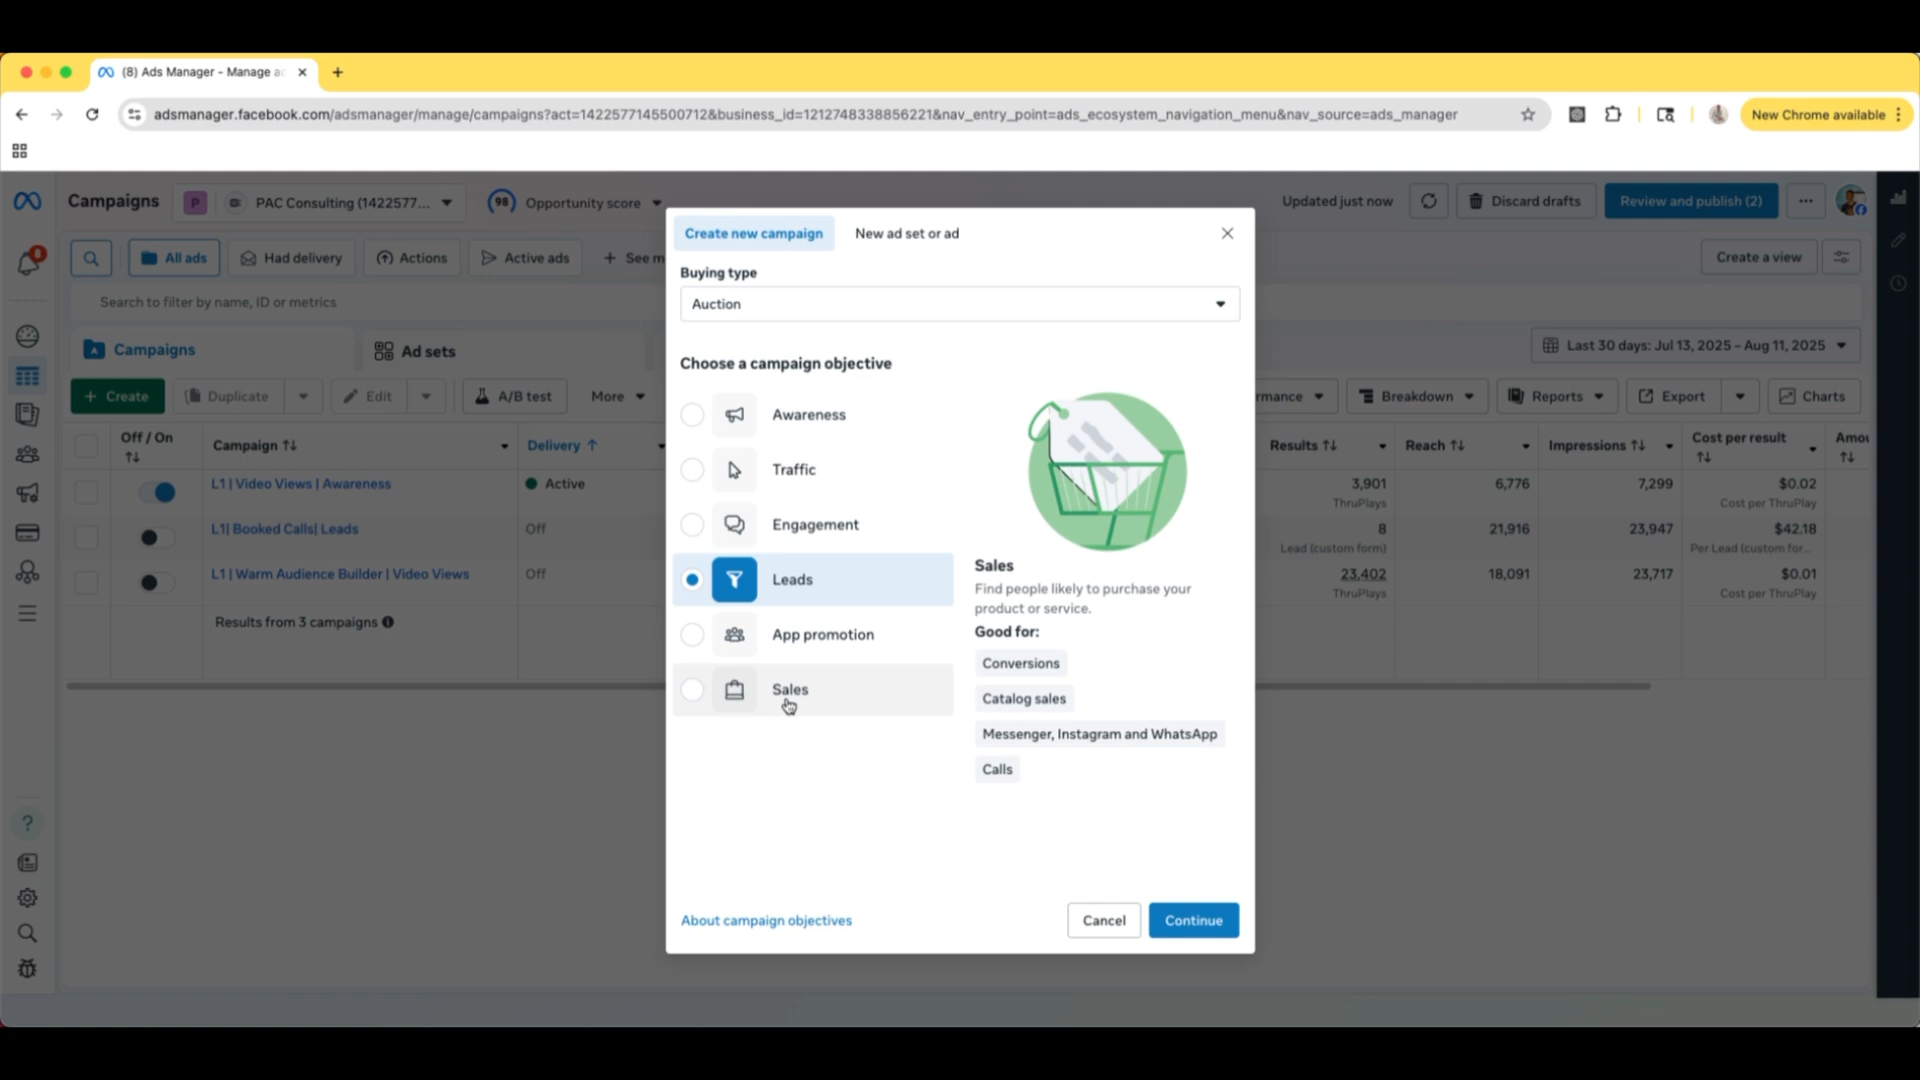 (8) Ads Manager - Manage ad
adsmanager.facebook.com/adsmanager/manage/campaigns?act=1422577145500712&business_id=1212748338856221&nav_entry_point=ads_ecosystem_navigation_menu&nav_source=ads_manager
New Chrome available
Campaigns
P
PAC Consulting (1422577...
98
Opportunity score
Updated just now
Discard drafts
Review and publish (2)
8
All ads
Had delivery
Actions
Active ads
+ See m
Create a view
Search to filter by name, ID or metrics
Campaigns
Ad sets
Last 30 days: Jul 13, 2025 – Aug 11, 2025
+ Create
Duplicate
Edit
A/B test
More
rmance
Breakdown
Reports
Export
Charts
Off / On
Campaign
Delivery
Results
Reach
Impressions
Cost per result
Amou
L1 | Video Views | Awareness
Active
3,901
ThruPlays
6,776
7,299
$0.02
Cost per ThruPlay
L1| Booked Calls| Leads
Off
8
Lead (custom form)
21,916
23,947
$42.18
Per Lead (custom for...
L1 | Warm Audience Builder | Video Views
Off
23,402
ThruPlays
18,091
23,717
$0.01
Cost per ThruPlay
Results from 3 campaigns
Create new campaign
New ad set or ad
Buying type
Auction
Choose a campaign objective
Awareness
Traffic
Engagement
Leads
App promotion
Sales
Sales
Find people likely to purchase your
product or service.
Good for:
Conversions
Catalog sales
Messenger, Instagram and WhatsApp
Calls
About campaign objectives
Cancel
Continue